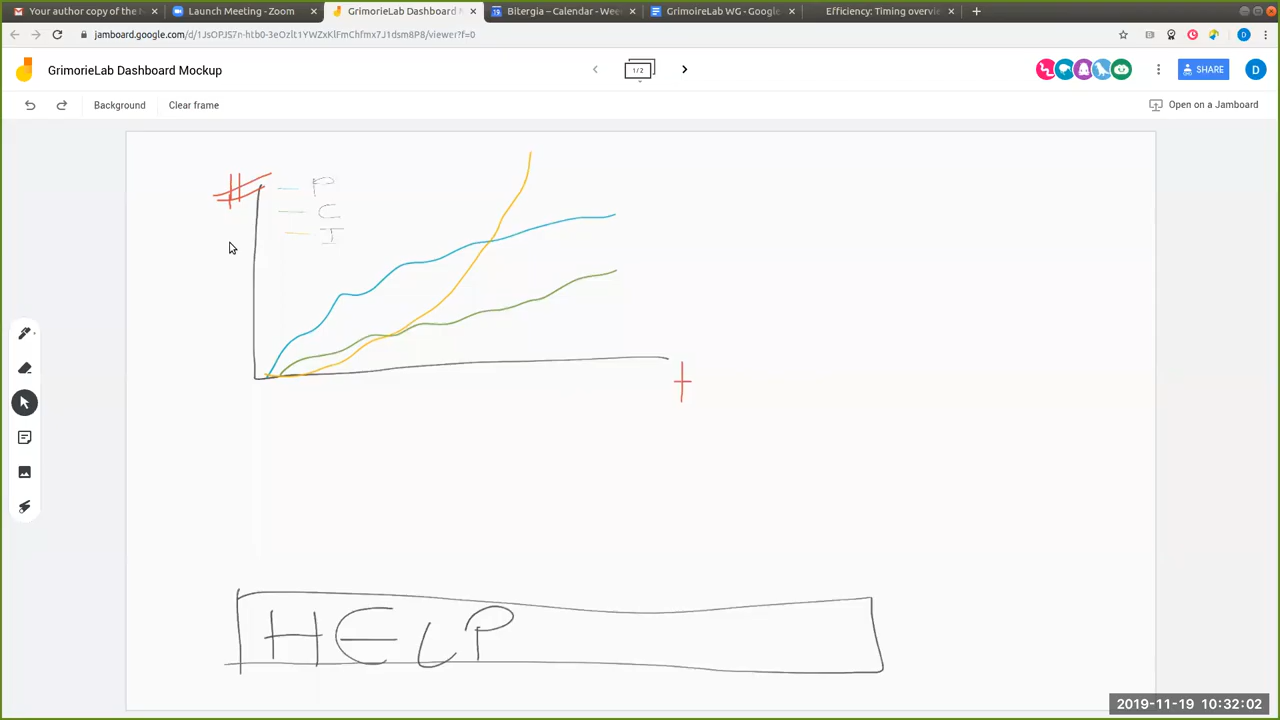 Your author copy of the N
Launch Meeting - Zoom
GrimorieLab Dashboard M
Bitergia – Calendar - Wee
GrimoireLab WG - Google
Efficiency: Timing overvie
jamboard.google.com/d/1JsOPJS7n-htb0-3eOzlt1YWZxKlFmChfmx7J1dsm8P8/viewer?f=0
GrimorieLab Dashboard Mockup
1/2
SHARE
D
Background
Clear frame
Open on a Jamboard
#
P
C
I
t
HELP
2019-11-19 10:32:02